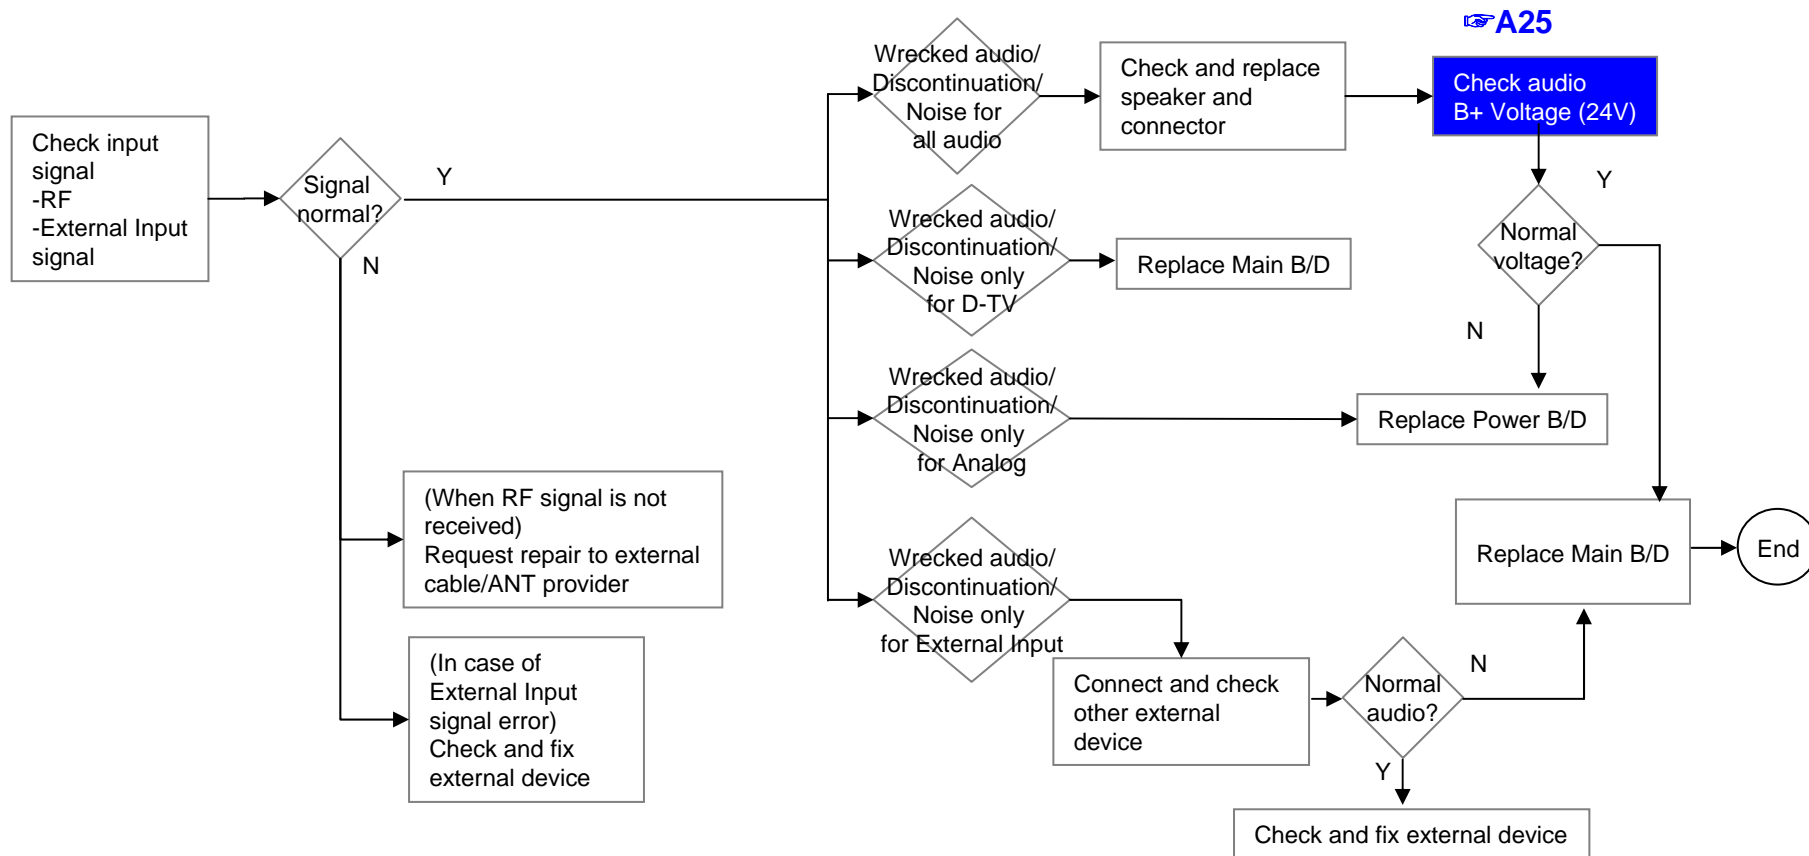 ☞A25
Check input
signal
-RF
-External Input
signal
Signal
normal?
Y
N
(When RF signal is not
received)
Request repair to external
cable/ANT provider
(In case of
External Input
signal error)
Check and fix
external device
Wrecked audio/
Discontinuation/
Noise for
all audio
Check and replace
speaker and
connector
Check audio
B+ Voltage (24V)
Normal
voltage?
Y
N
Wrecked audio/
Discontinuation/
Noise only
for D-TV
Replace Main B/D
Wrecked audio/
Discontinuation/
Noise only
for Analog
Replace Power B/D
Wrecked audio/
Discontinuation/
Noise only
for External Input
Connect and check
other external
device
Normal
audio?
N
Y
Replace Main B/D
End
Check and fix external device